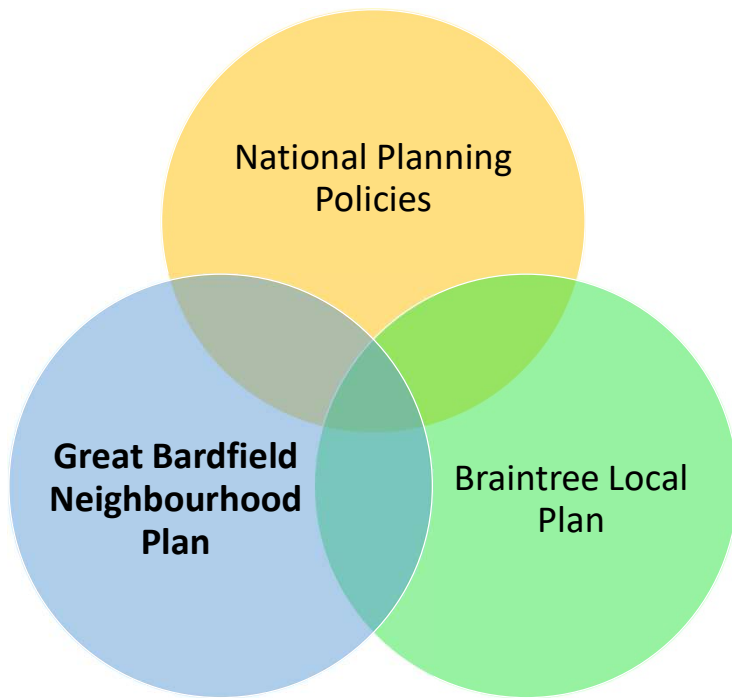 National Planning
Policies
Great Bardfield
Neighbourhood
Plan
Braintree Local
Plan